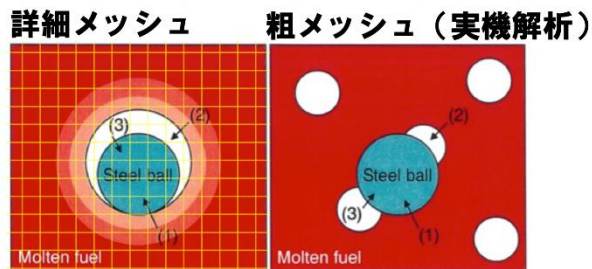 詳細メッシュ
粗メッシュ（実機解析）
(2)
(3)
Steel ball
(1)
Molten fuel
(2)
Steel ball
(3)
(1)
Molten fuel